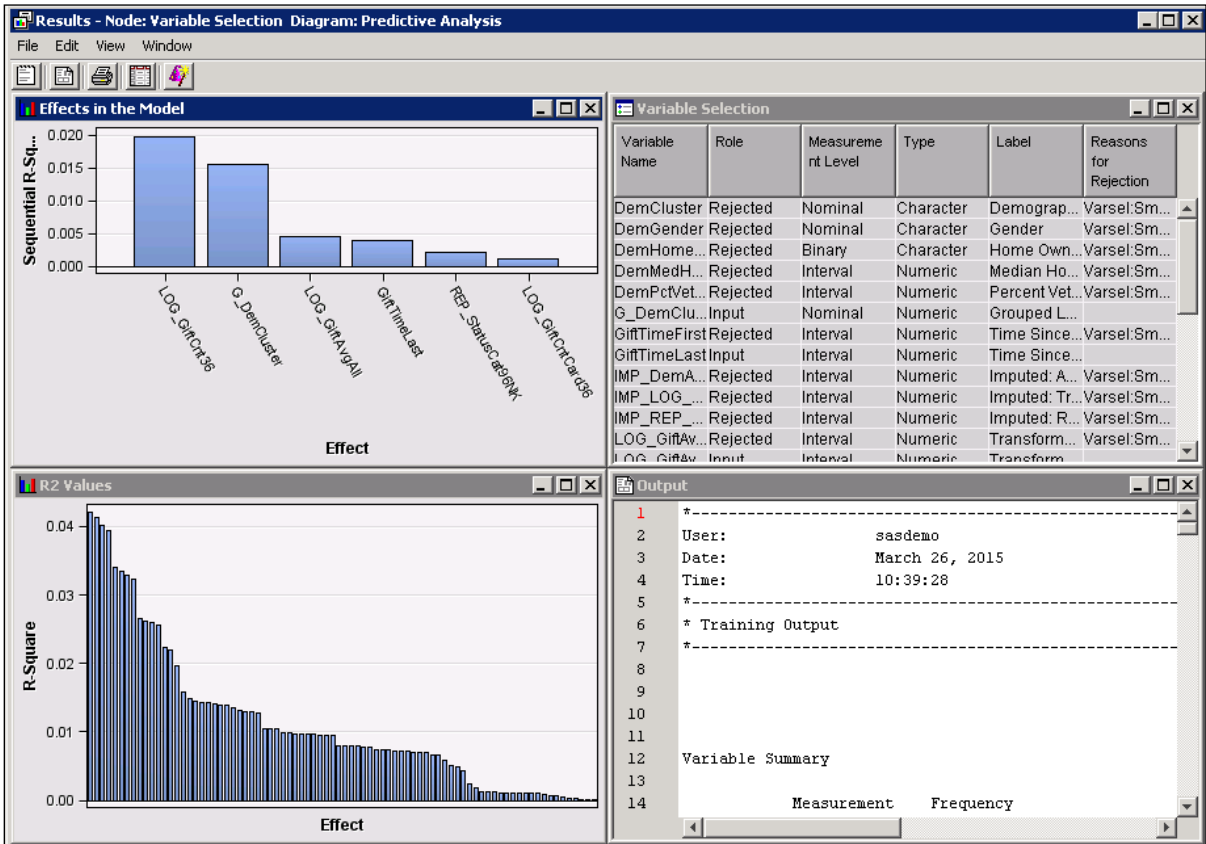 Results - Node: Variable Selection Diagram: Predictive Analysis
File Edit View Window
Effects in the Model
Sequential R-Sq...
0.020
0.015
0.010
0.005
0.000
LOG_GiftCnt36
G_DemCluster
LOG_GiftAvgAll
GiftTimeLast
REP_StatusCat96NK
LOG_GiftCntCard36
Effect
Variable Selection
Variable Name Role Measurement Level Type Label Reasons for Rejection
DemCluster Rejected Nominal Character Demograp... Varsel:Sm...
DemGender Rejected Nominal Character Gender Varsel:Sm...
DemHome... Rejected Binary Character Home Own... Varsel:Sm...
DemMedH... Rejected Interval Numeric Median Ho... Varsel:Sm...
DemPctVet... Rejected Interval Numeric Percent Vet... Varsel:Sm...
G_DemClu... Input Nominal Numeric Grouped L...
GiftTimeFirst Rejected Interval Numeric Time Since... Varsel:Sm...
GiftTimeLast Input Interval Numeric Time Since...
IMP_DemA... Rejected Interval Numeric Imputed: A... Varsel:Sm...
IMP_LOG_... Rejected Interval Numeric Imputed: Tr... Varsel:Sm...
IMP_REP_... Rejected Interval Numeric Imputed: R... Varsel:Sm...
LOG_GiftAv... Rejected Interval Numeric Transform... Varsel:Sm...
LOG_GiftAv... Input Interval Numeric Transform...
R2 Values
R-Square
0.04
0.03
0.02
0.01
0.00
Effect
Output
1 *------------------------------------------------------------
2 User: sasdemo
3 Date: March 26, 2015
4 Time: 10:39:28
5 *------------------------------------------------------------
6 * Training Output
7 *------------------------------------------------------------
8
9
10
11
12 Variable Summary
13
14 Measurement Frequency